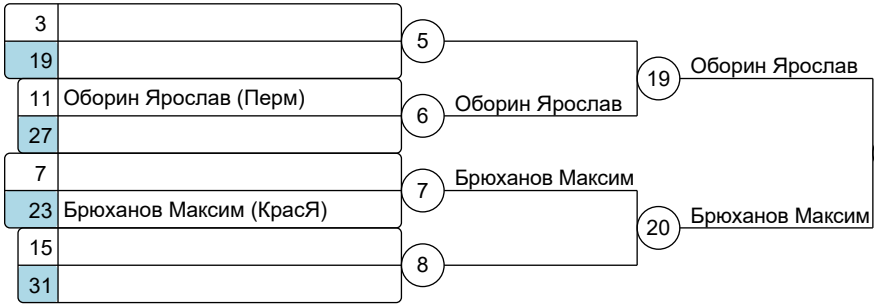 3
5
19
19 Оборин Ярослав
11 Оборин Ярослав (Перм)
6 Оборин Ярослав
27
7
7 Брюханов Максим
23 Брюханов Максим (КрасЯ)
20 Брюханов Максим
15
8
31